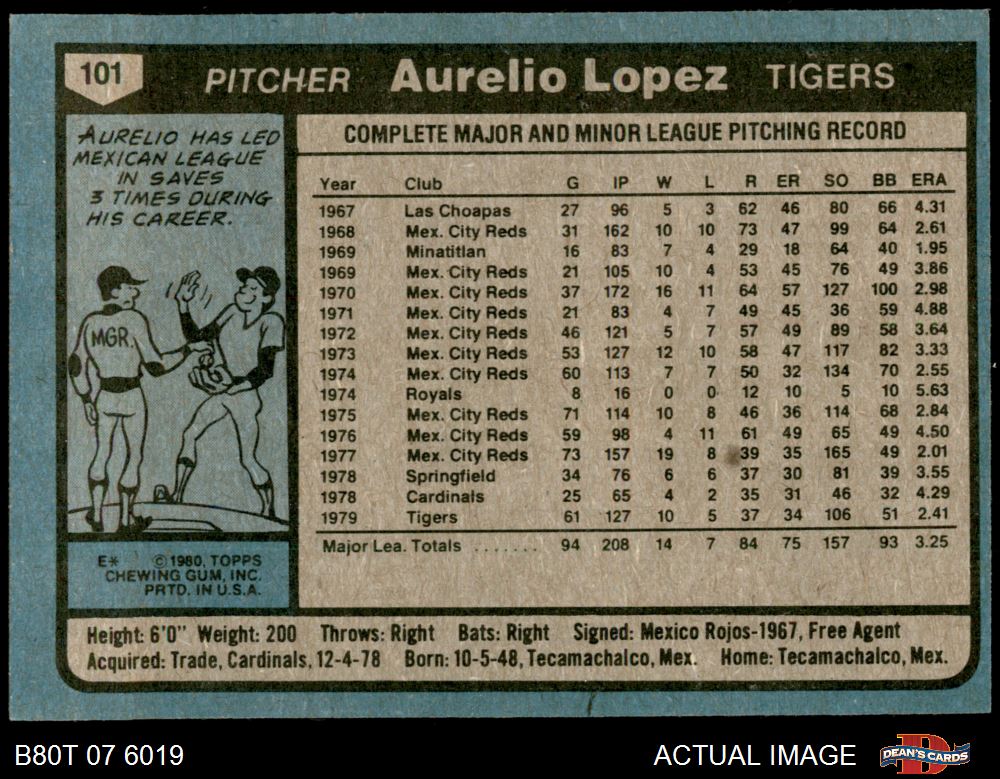 101 PITCHER Aurelio Lopez TIGERS
AURELIO HAS LED
MEXICAN LEAGUE
IN SAVES
3 TIMES DURING
HIS CAREER.
MGR.
E* ©1980, TOPPS
CHEWING GUM, INC.
PRTD. IN U.S.A.
COMPLETE MAJOR AND MINOR LEAGUE PITCHING RECORD
Year Club G IP W L R ER SO BB ERA
1967 Las Choapas 27 96 5 3 62 46 80 66 4.31
1968 Mex. City Reds 31 162 10 10 73 47 99 64 2.61
1969 Minatitlan 16 83 7 4 29 18 64 40 1.95
1969 Mex. City Reds 21 105 10 4 53 45 76 49 3.86
1970 Mex. City Reds 37 172 16 11 64 57 127 100 2.98
1971 Mex. City Reds 21 83 4 7 49 45 36 59 4.88
1972 Mex. City Reds 46 121 5 7 57 49 89 58 3.64
1973 Mex. City Reds 53 127 12 10 58 47 117 82 3.33
1974 Mex. City Reds 60 113 7 7 50 32 134 70 2.55
1974 Royals 8 16 0 0 12 10 5 10 5.63
1975 Mex. City Reds 71 114 10 8 46 36 114 68 2.84
1976 Mex. City Reds 59 98 4 11 61 49 65 49 4.50
1977 Mex. City Reds 73 157 19 8 39 35 165 49 2.01
1978 Springfield 34 76 6 6 37 30 81 39 3.55
1978 Cardinals 25 65 4 2 35 31 46 32 4.29
1979 Tigers 61 127 10 5 37 34 106 51 2.41
Major Lea. Totals ....... 94 208 14 7 84 75 157 93 3.25
Height: 6'0" Weight: 200 Throws: Right Bats: Right Signed: Mexico Rojos-1967, Free Agent
Acquired: Trade, Cardinals, 12-4-78 Born: 10-5-48, Tecamachalco, Mex. Home: Tecamachalco, Mex.
B80T 07 6019 ACTUAL IMAGE D DEAN'S CARDS